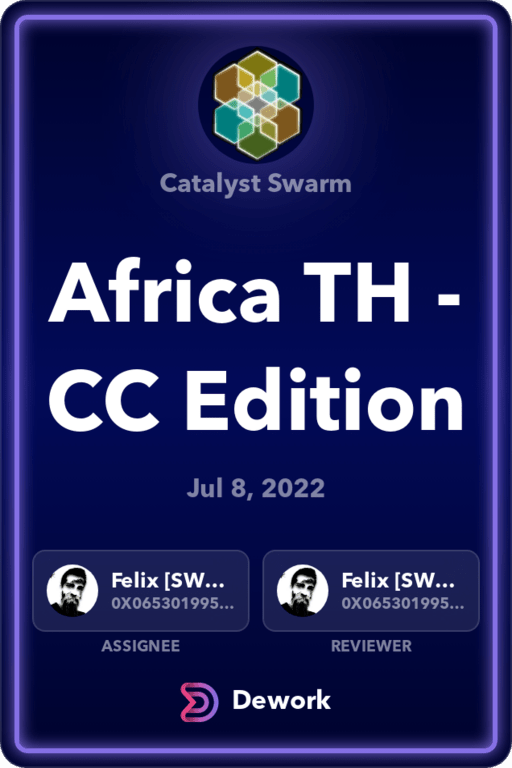 Catalyst Swarm
Africa TH -
CC Edition
Jul 8, 2022
Felix [SW... Felix [SW...
0X065301995... 0X065301995...
ASSIGNEE REVIEWER
Dework